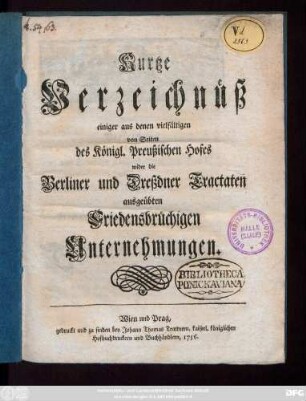 Kurtze
Verzeichnüß
einiger aus denen vielfältigen
von Seiten
des Königl. Preußischen Hofes
wider die
Berliner und Dreßdner Tractaten
ausgeübten
Friedensbrüchigen
Unternehmungen.
BIBLIOTHECA
PONICKAVIANA
Wien und Prag,
gedruckt und zu finden bey Johann Thomas Trattnern, kaiserl. königlichen
Hofbuchdruckern und Buchhändlern, 1756.